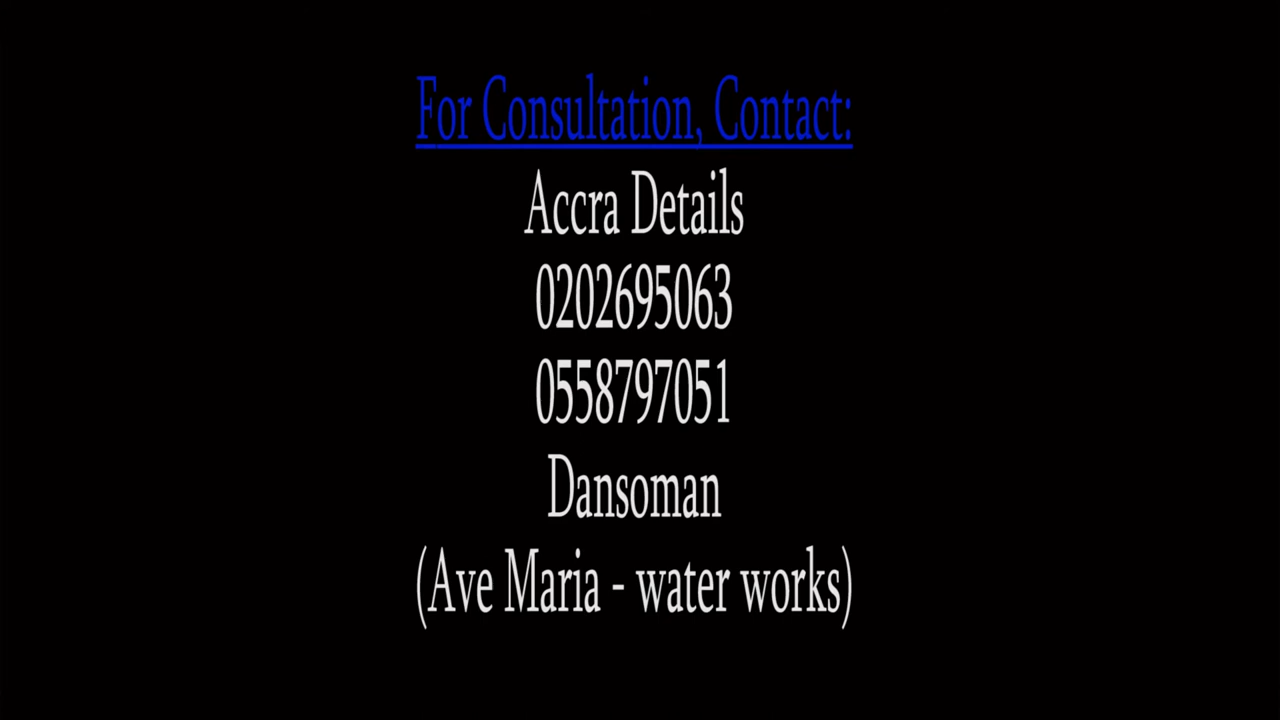 For Consultation, Contact:
Accra Details
0202695063
0558797051
Dansoman
(Ave Maria - water works)